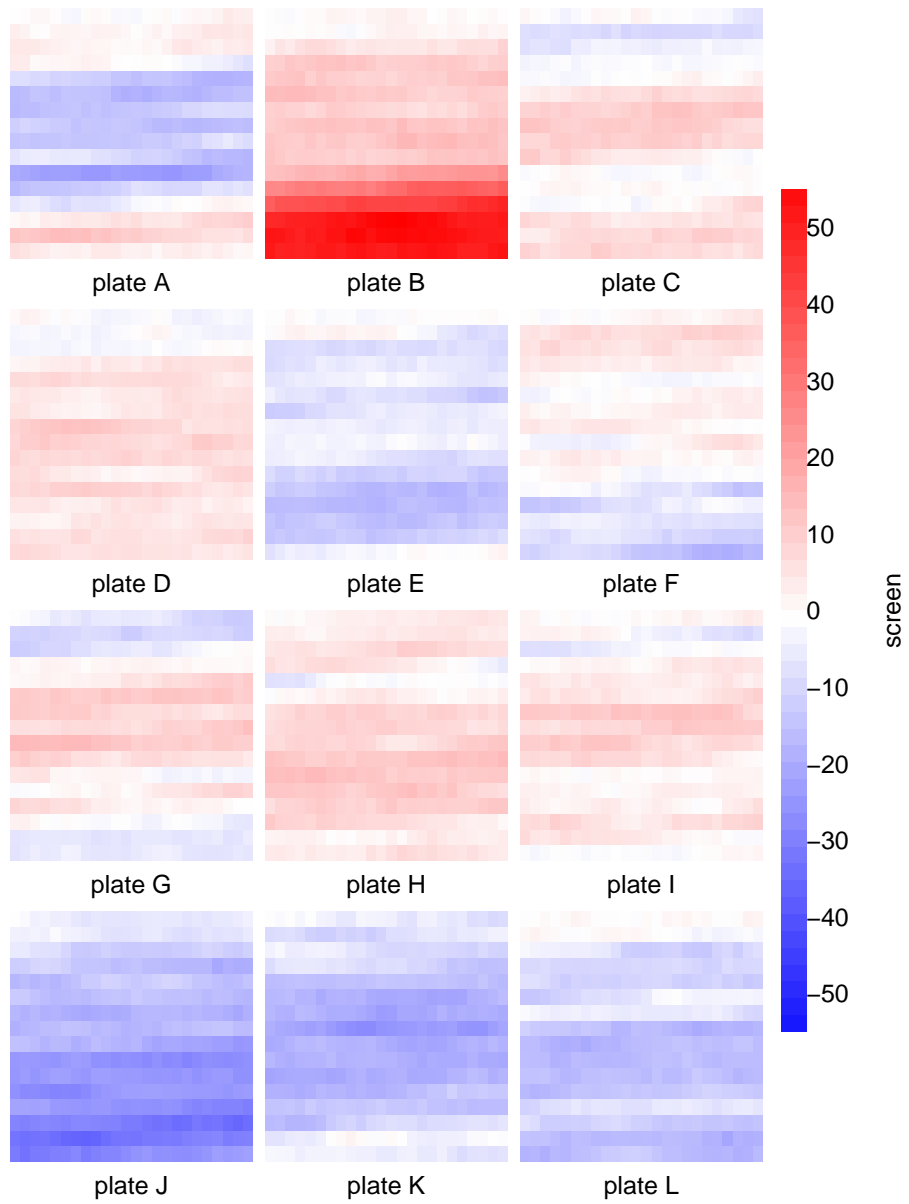 plate A
plate B
plate C
plate D
plate E
plate F
plate G
plate H
plate I
plate J
plate K
plate L
50
40
30
20
10
0
−10
−20
−30
−40
−50
screen